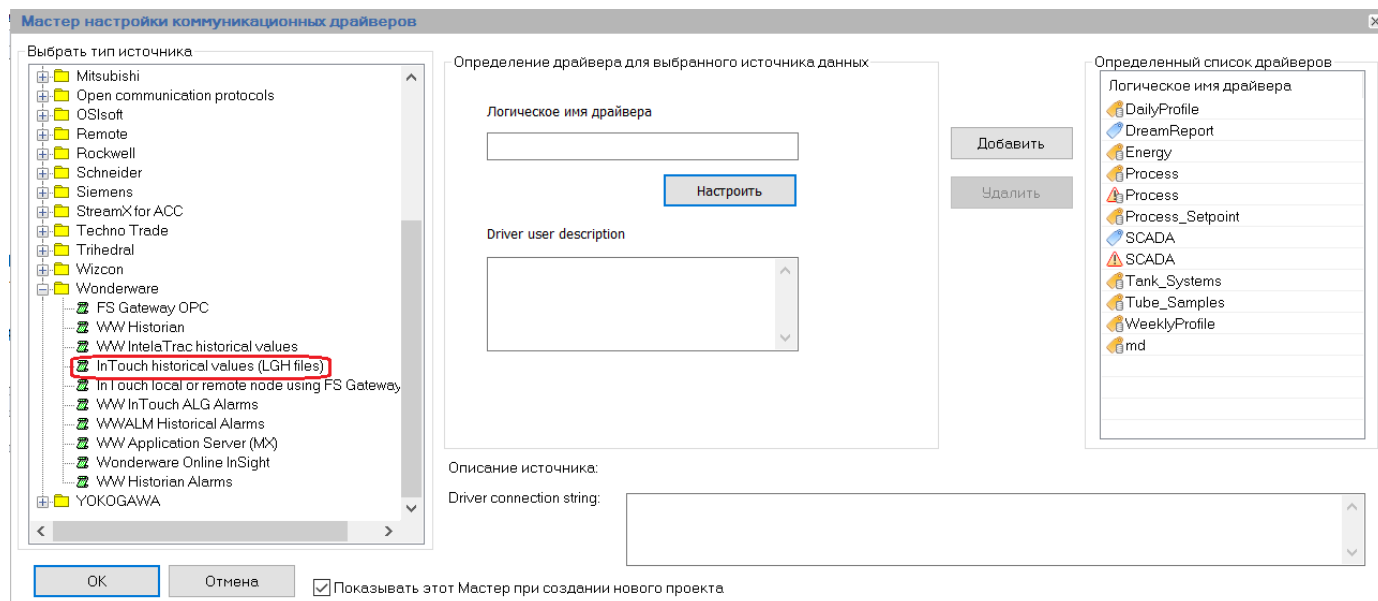 Мастер настройки коммуникационных драйверов
Выбрать тип источника
Mitsubishi
Open communication protocols
OSIsoft
Remote
Rockwell
Schneider
Siemens
StreamX for ACC
Techno Trade
Trihedral
Wizcon
Wonderware
FS Gateway OPC
WW Historian
WW IntelaTrac historical values
InTouch historical values (LGH files)
InTouch local or remote node using FS Gateway
WW InTouch ALG Alarms
WWALM Historical Alarms
WW Application Server (MX)
Wonderware Online InSight
WW Historian Alarms
YOKOGAWA
Определение драйвера для выбранного источника данных
Логическое имя драйвера
Настроить
Driver user description
Добавить
Удалить
Определенный список драйверов
Логическое имя драйвера
DailyProfile
DreamReport
Energy
Process
Process
Process_Setpoint
SCADA
SCADA
Tank_Systems
Tube_Samples
WeeklyProfile
md
Описание источника:
Driver connection string:
OK
Отмена
Показывать этот Мастер при создании нового проекта